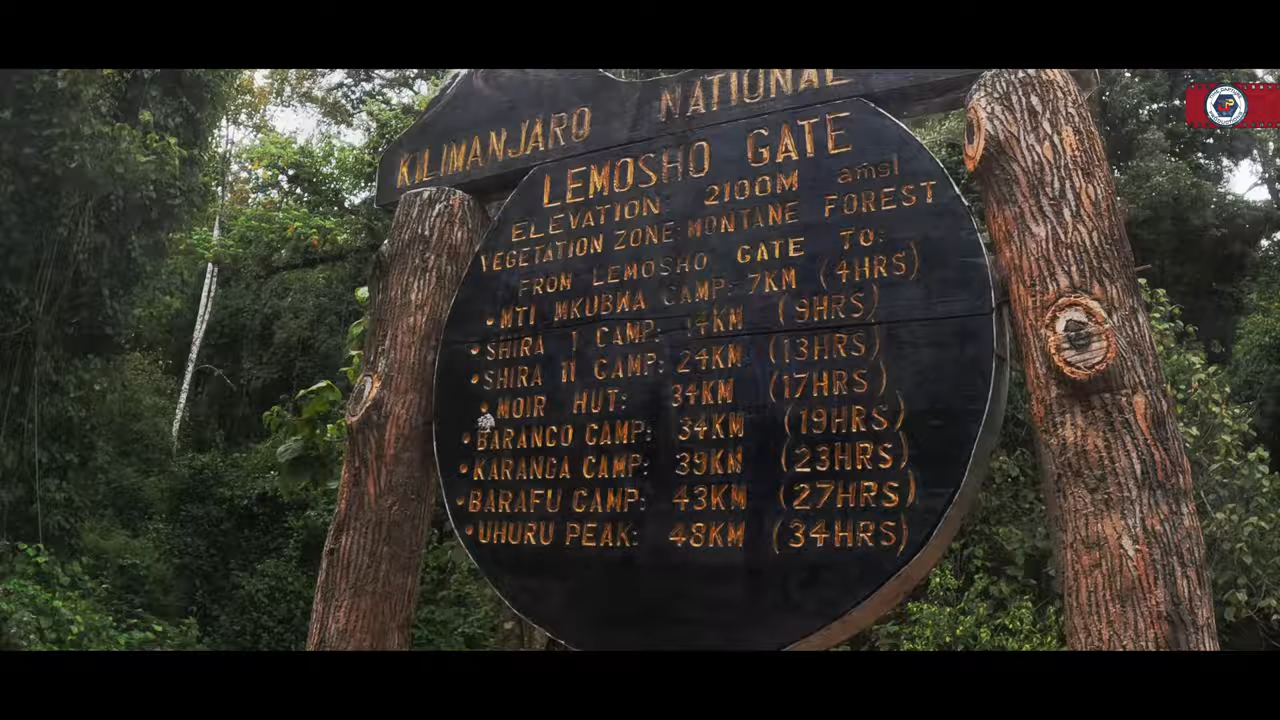 KILIMANJARO NATIONAL
LEMOSHO GATE
ELEVATION: 2100M amsl
VEGETATION ZONE: MONTANE FOREST
FROM LEMOSHO GATE TO:
•MTI MKUBWA CAMP: 7KM (4HRS)
•SHIRA I CAMP: 14KM (9HRS)
•SHIRA II CAMP: 24KM (13HRS)
•MOIR HUT: 34KM (17HRS)
•BARANCO CAMP: 34KM (19HRS)
•KARANGA CAMP: 39KM (23HRS)
•BARAFU CAMP: 43KM (27HRS)
•UHURU PEAK: 48KM (34HRS)